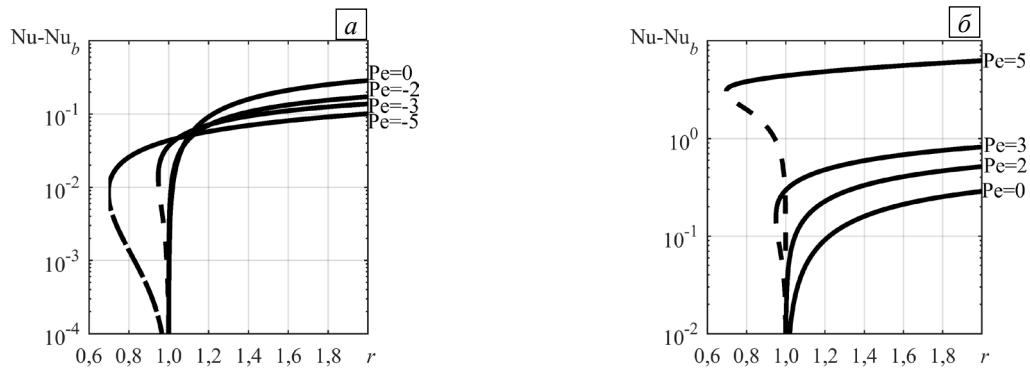 Nu-Nu_b
а
10^-1
10^-2
10^-3
10^-4
0,6 0,8 1,0 1,2 1,4 1,6 1,8 r
Pe=0
Pe=-2
Pe=-3
Pe=-5
Nu-Nu_b
б
10^0
10^-1
10^-2
0,6 0,8 1,0 1,2 1,4 1,6 1,8 r
Pe=5
Pe=3
Pe=2
Pe=0